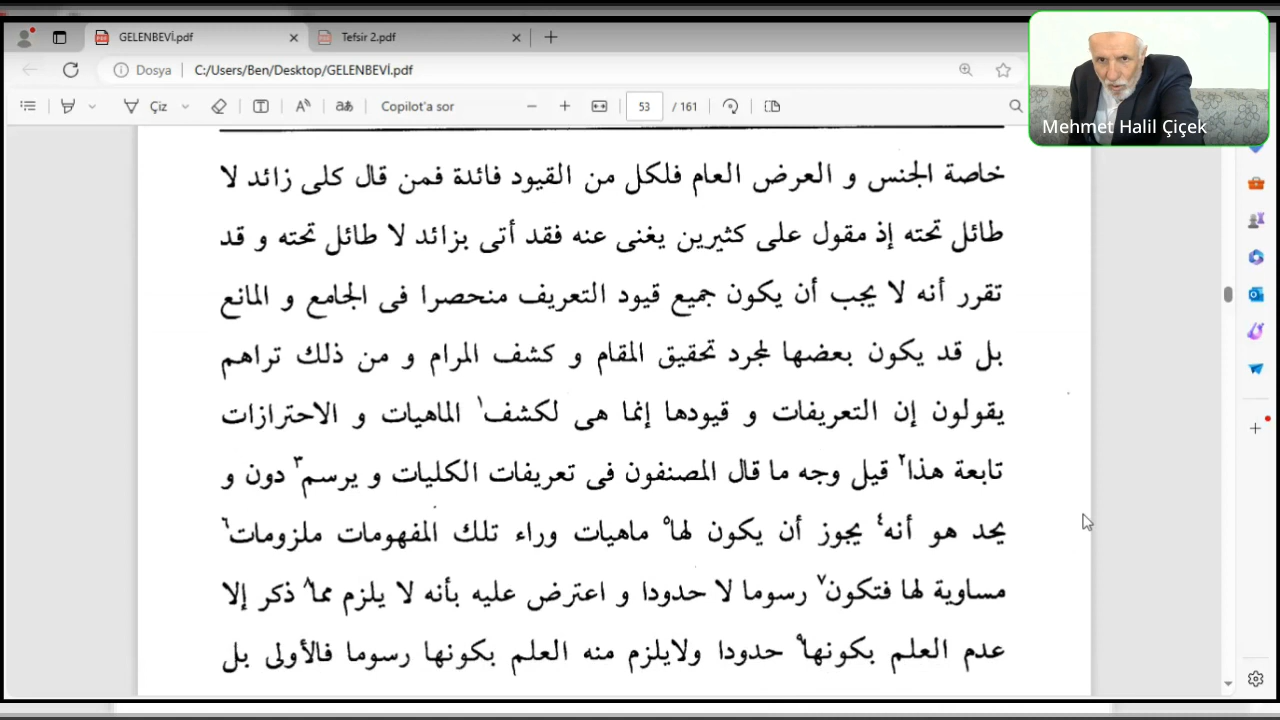 GELENBEVİ.pdf
Tefsir 2.pdf
Dosya
C:/Users/Ben/Desktop/GELENBEVİ.pdf
Çiz
Copilot'a sor
53 / 161
Mehmet Halil Çiçek
خاصة الجنس و العرض العام فلكل من القيود فائدة فمن قال كلى زائد لا
طائل تحته إذ مقول على كثيرين يغنى عنه فقد أتى بزائد لا طائل تحته و قد
تقرر أنه لا يجب أن يكون جميع قيود التعريف منحصرا فى الجامع و المانع
بل قد يكون بعضها لمجرد تحقيق المقام و كشف المرام و من ذلك تراهم
يقولون إن التعريفات و قيودها إنما هى لكشف١ الماهيات و الاحترازات
تابعة هذا٢ قيل وجه ما قال المصنفون فى تعريفات الكليات و يرسم٣ دون و
يحد هو أنه٤ يجوز أن يكون لها٥ ماهيات وراء تلك المفهومات ملزومات٦
مساوية لها فتكون٧ رسوما لا حدودا و اعترض عليه بأنه لا يلزم مما٨ ذكر إلا
عدم العلم بكونها٩ حدودا ولايلزم منه العلم بكونها رسوما فالأولى بل